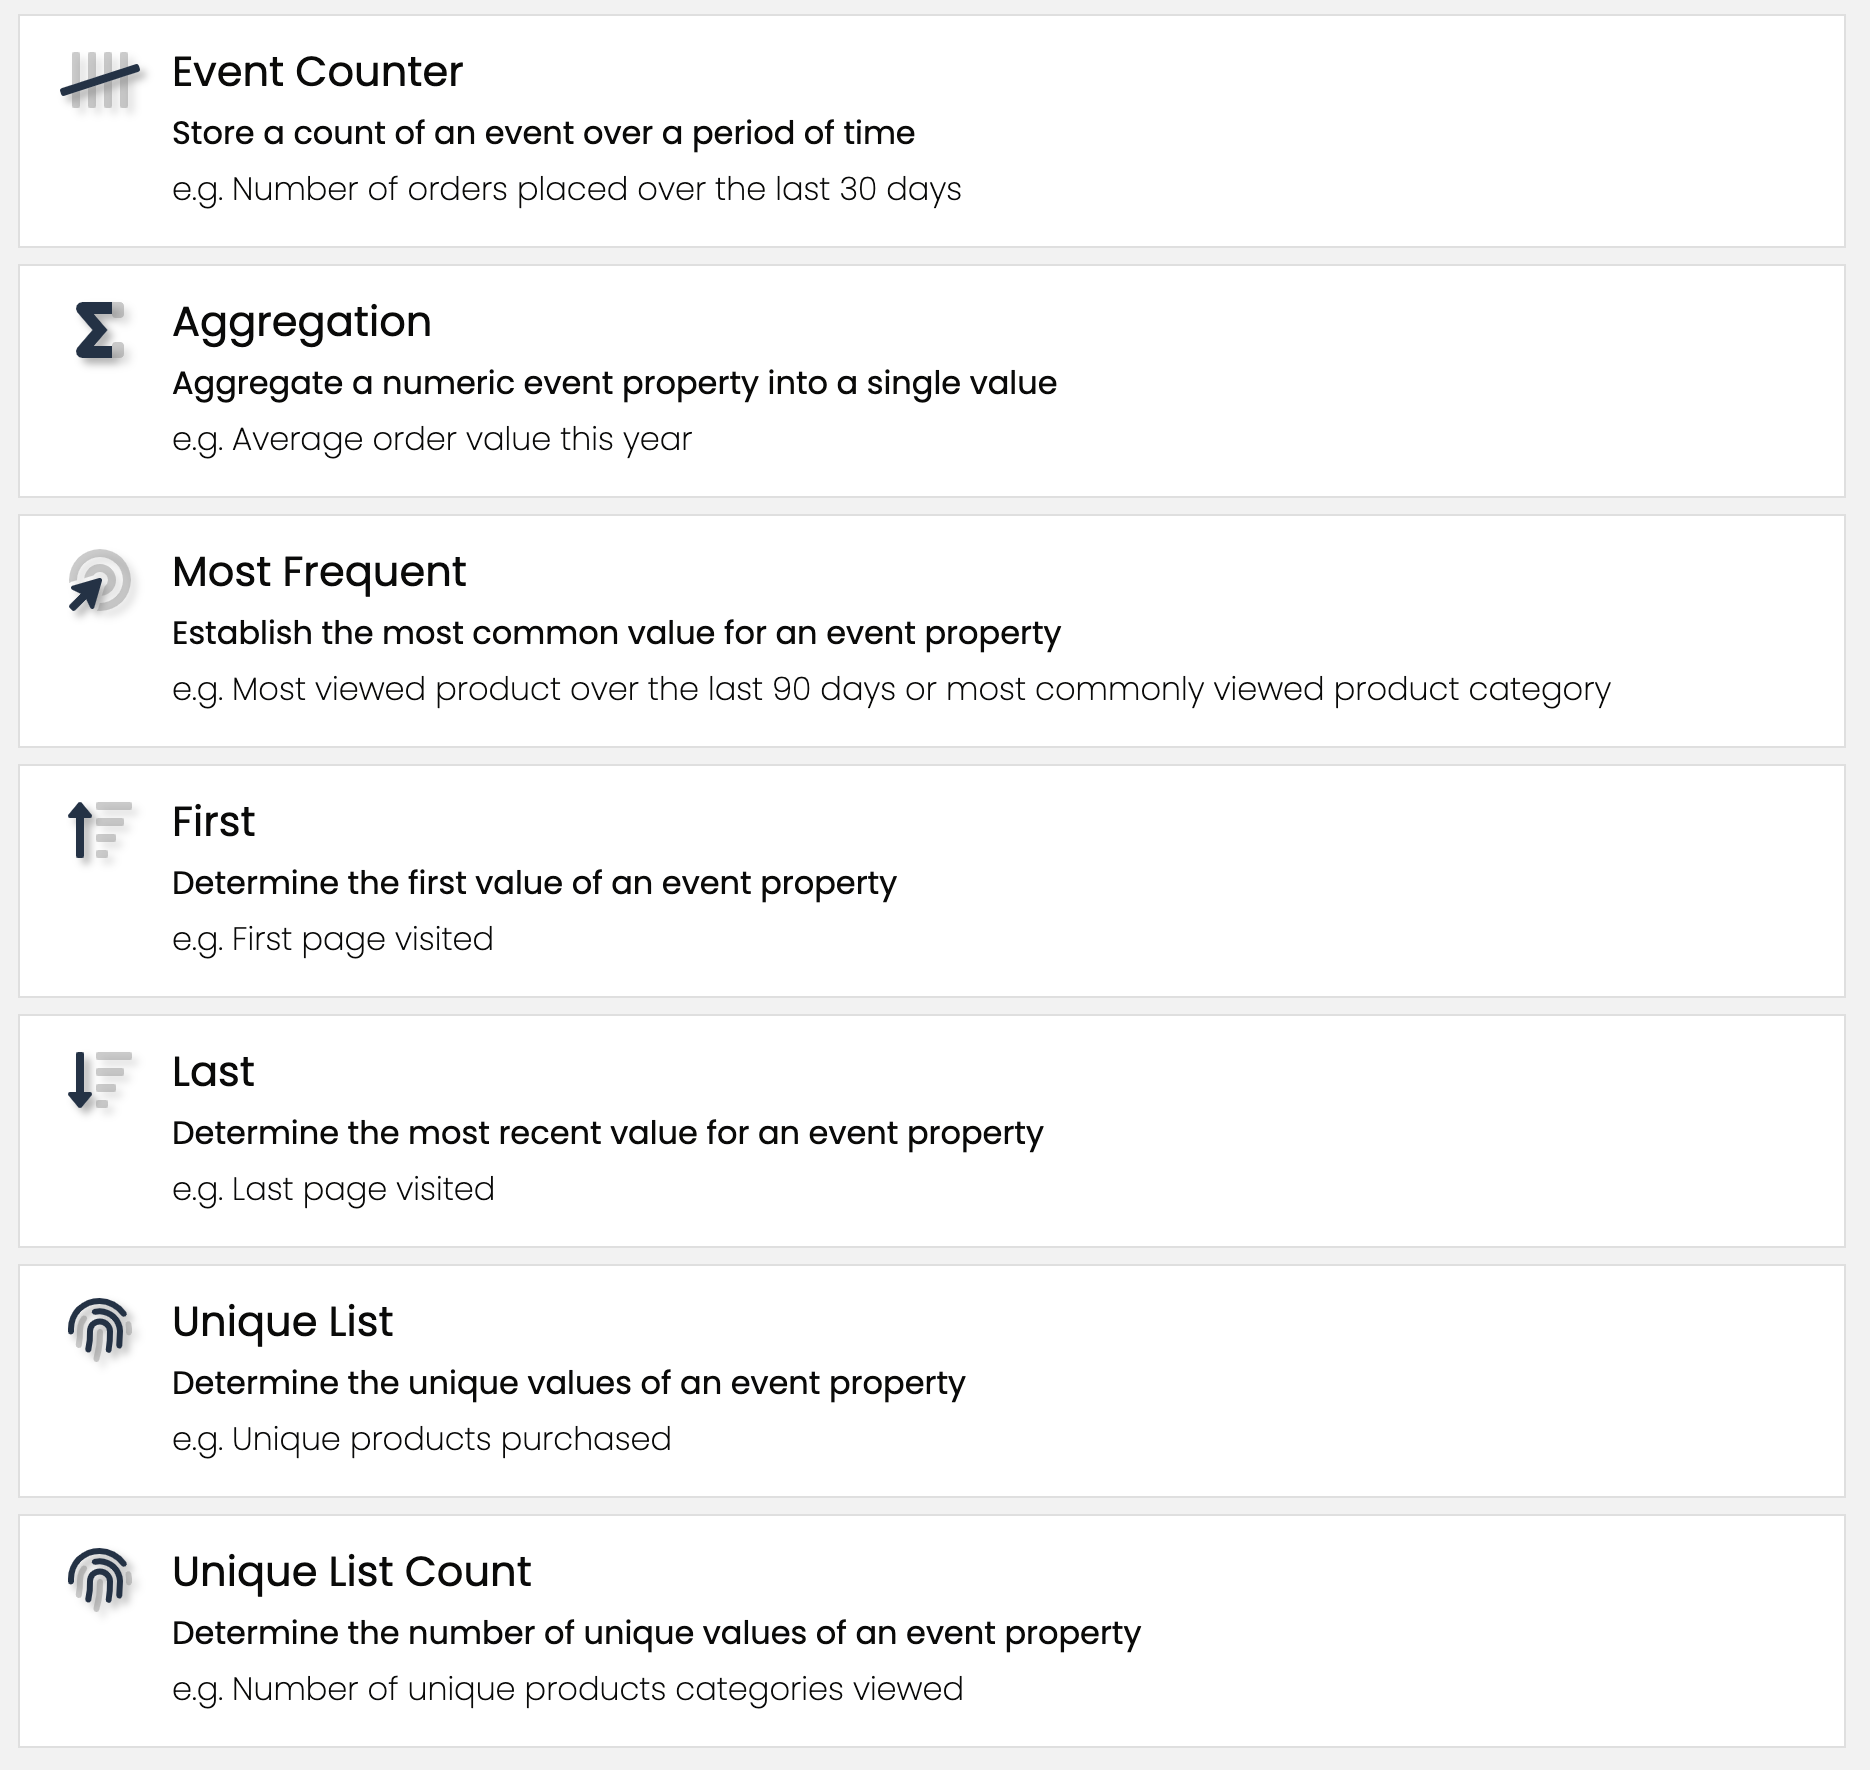 Event Counter
Store a count of an event over a period of time
e.g. Number of orders placed over the last 30 days
Aggregation
Aggregate a numeric event property into a single value
e.g. Average order value this year
Most Frequent
Establish the most common value for an event property
e.g. Most viewed product over the last 90 days or most commonly viewed product category
First
Determine the first value of an event property
e.g. First page visited
Last
Determine the most recent value for an event property
e.g. Last page visited
Unique List
Determine the unique values of an event property
e.g. Unique products purchased
Unique List Count
Determine the number of unique values of an event property
e.g. Number of unique products categories viewed